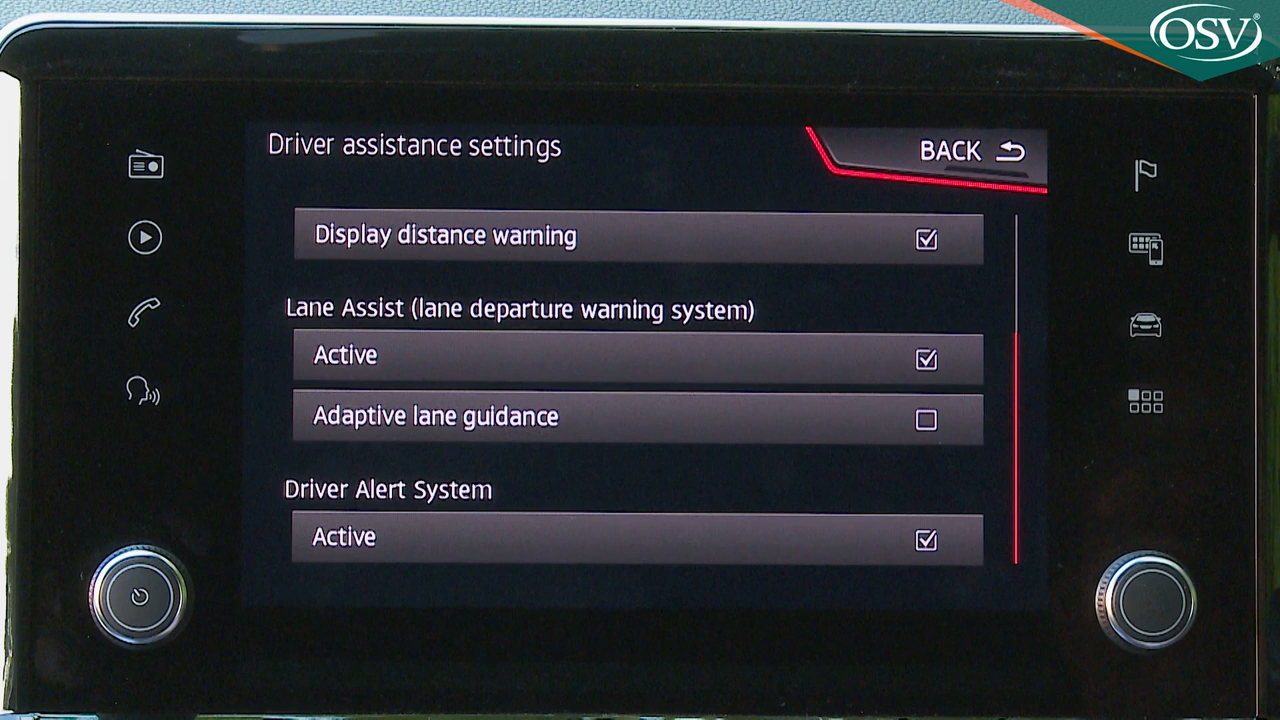 OSV®
Driver assistance settings
BACK
Display distance warning
Lane Assist (lane departure warning system)
Active
Adaptive lane guidance
Driver Alert System
Active